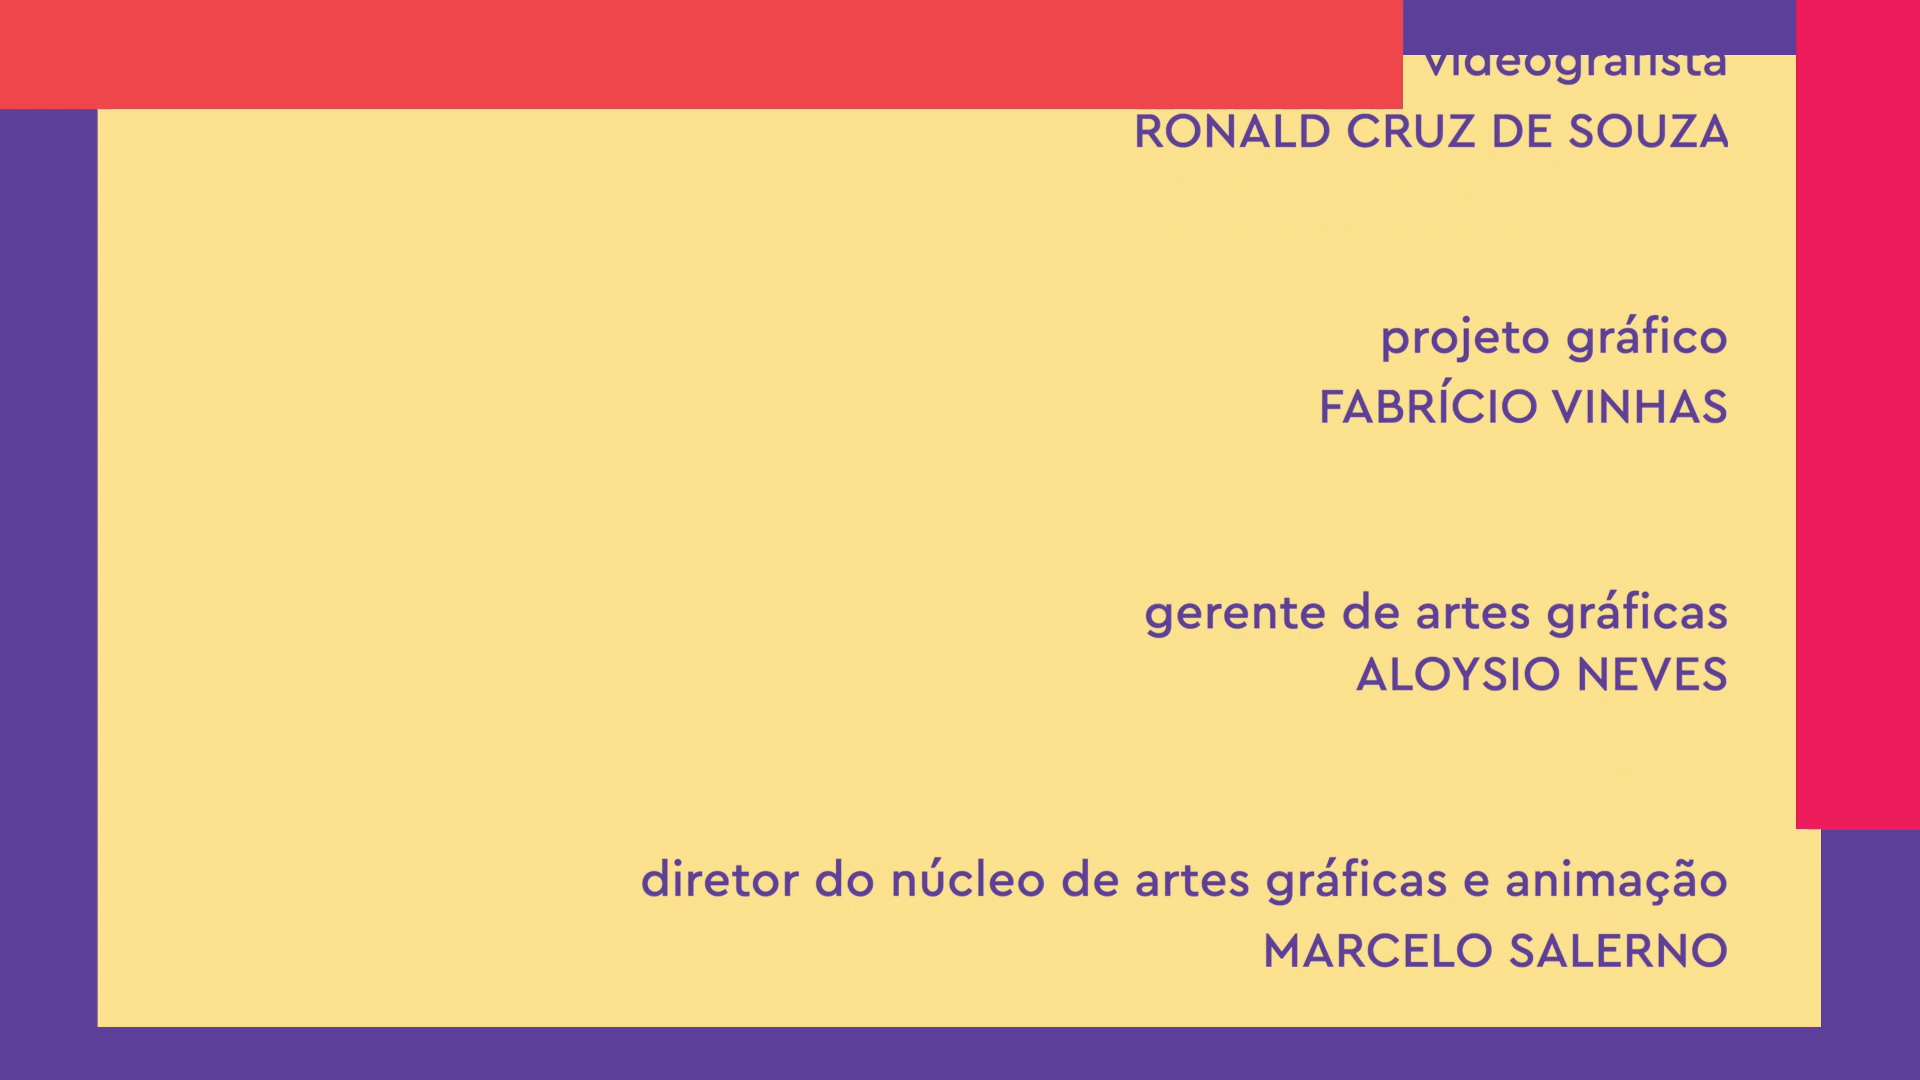 videografista
RONALD CRUZ DE SOUZA
projeto gráfico
FABRÍCIO VINHAS
gerente de artes gráficas
ALOYSIO NEVES
diretor do núcleo de artes gráficas e animação
MARCELO SALERNO